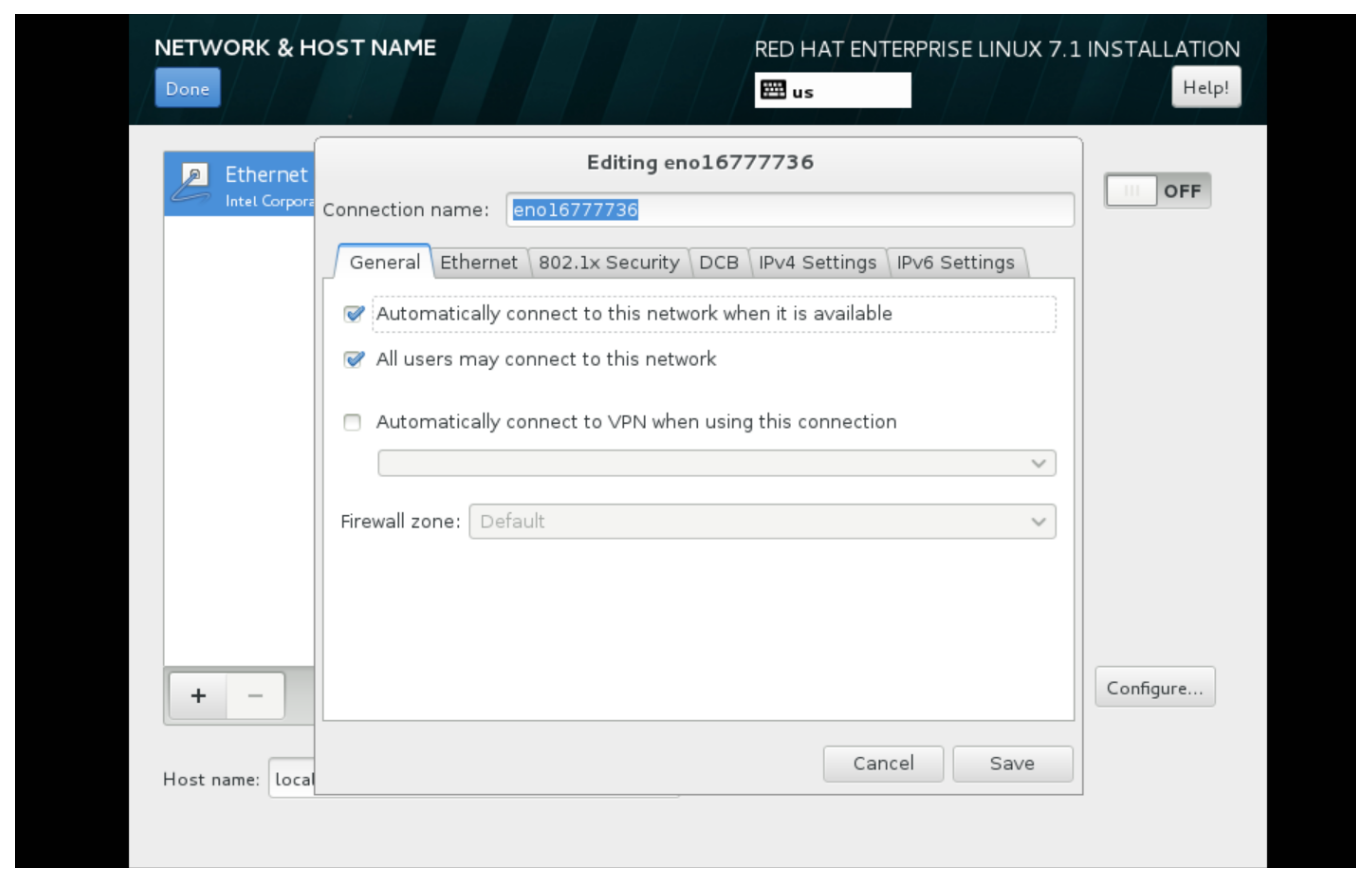 NETWORK & HOST NAME
RED HAT ENTERPRISE LINUX 7.1 INSTALLATION
Done
us
Help!
Editing eno16777736
Ethernet
Intel Corpora
Connection name: eno16777736
OFF
General Ethernet 802.1x Security DCB IPv4 Settings IPv6 Settings
Automatically connect to this network when it is available
All users may connect to this network
Automatically connect to VPN when using this connection
Firewall zone: Default
+ −
Configure...
Cancel Save
Host name: local